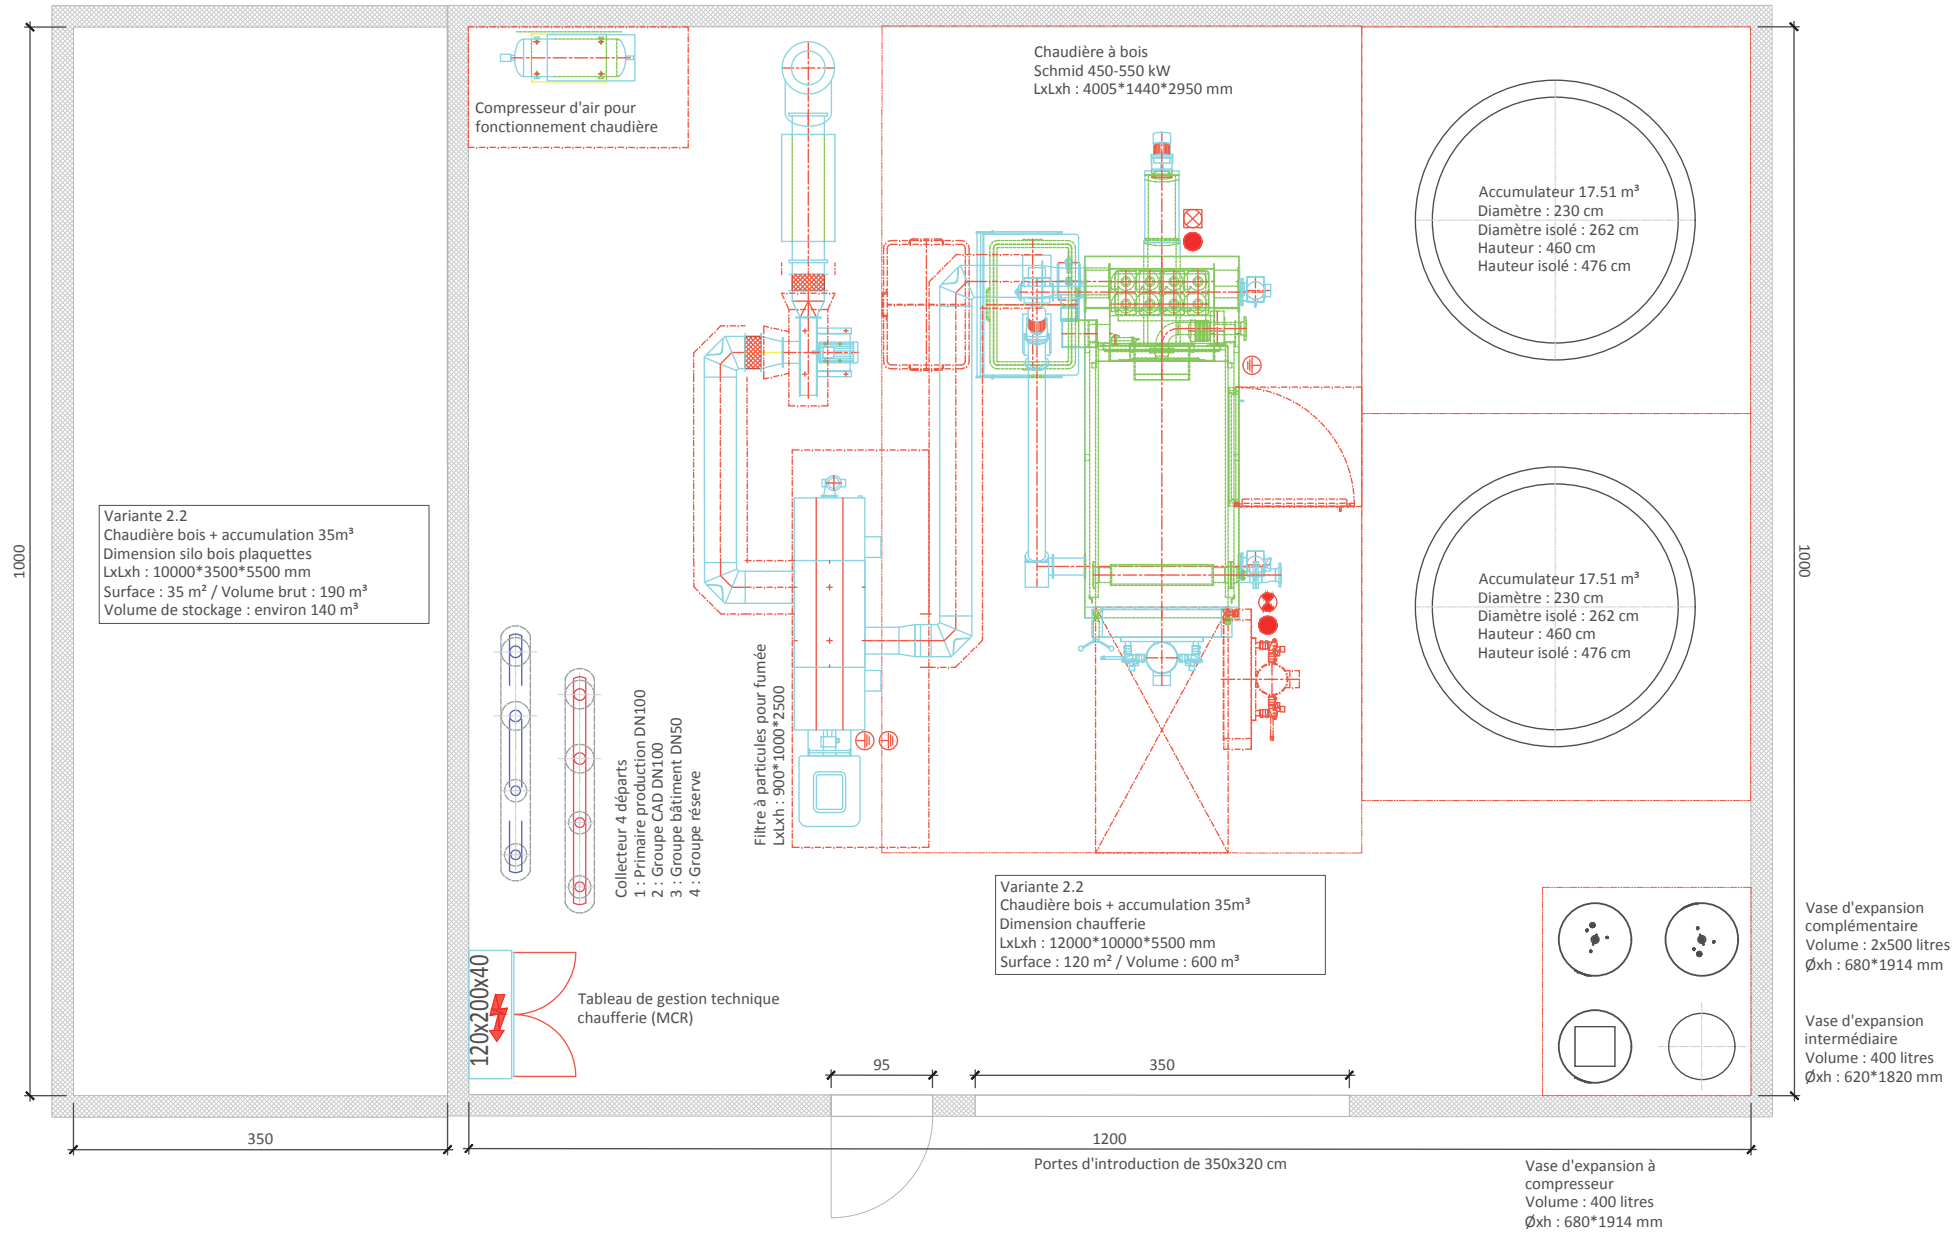 Chaudière à bois
Schmid 450-550 kW
LxLxh : 4005*1440*2950 mm
Compresseur d'air pour
fonctionnement chaudière
Accumulateur 17.51 m³
Diamètre : 230 cm
Diamètre isolé : 262 cm
Hauteur : 460 cm
Hauteur isolé : 476 cm
1000
Variante 2.2
Chaudière bois + accumulation 35m³
Dimension silo bois plaquettes
LxLxh : 10000*3500*5500 mm
Surface : 35 m² / Volume brut : 190 m³
Volume de stockage : environ 140 m³
1000
Accumulateur 17.51 m³
Diamètre : 230 cm
Diamètre isolé : 262 cm
Hauteur : 460 cm
Hauteur isolé : 476 cm
Collecteur 4 départs
1 : Primaire production DN100
2 : Groupe CAD DN100
3 : Groupe bâtiment DN50
4 : Groupe réserve
Filtre à particules pour fumée
LxLxh : 900*1000*2500
Variante 2.2
Chaudière bois + accumulation 35m³
Dimension chaufferie
LxLxh : 12000*10000*5500 mm
Surface : 120 m² / Volume : 600 m³
Vase d'expansion
complémentaire
Volume : 2x500 litres
Øxh : 680*1914 mm
120x200x40
Tableau de gestion technique
chaufferie (MCR)
Vase d'expansion
intermédiaire
Volume : 400 litres
Øxh : 620*1820 mm
95
350
350
1200
Portes d'introduction de 350x320 cm
Vase d'expansion à
compresseur
Volume : 400 litres
Øxh : 680*1914 mm